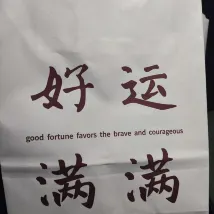 好运
good fortune favors the brave and courageous
满满